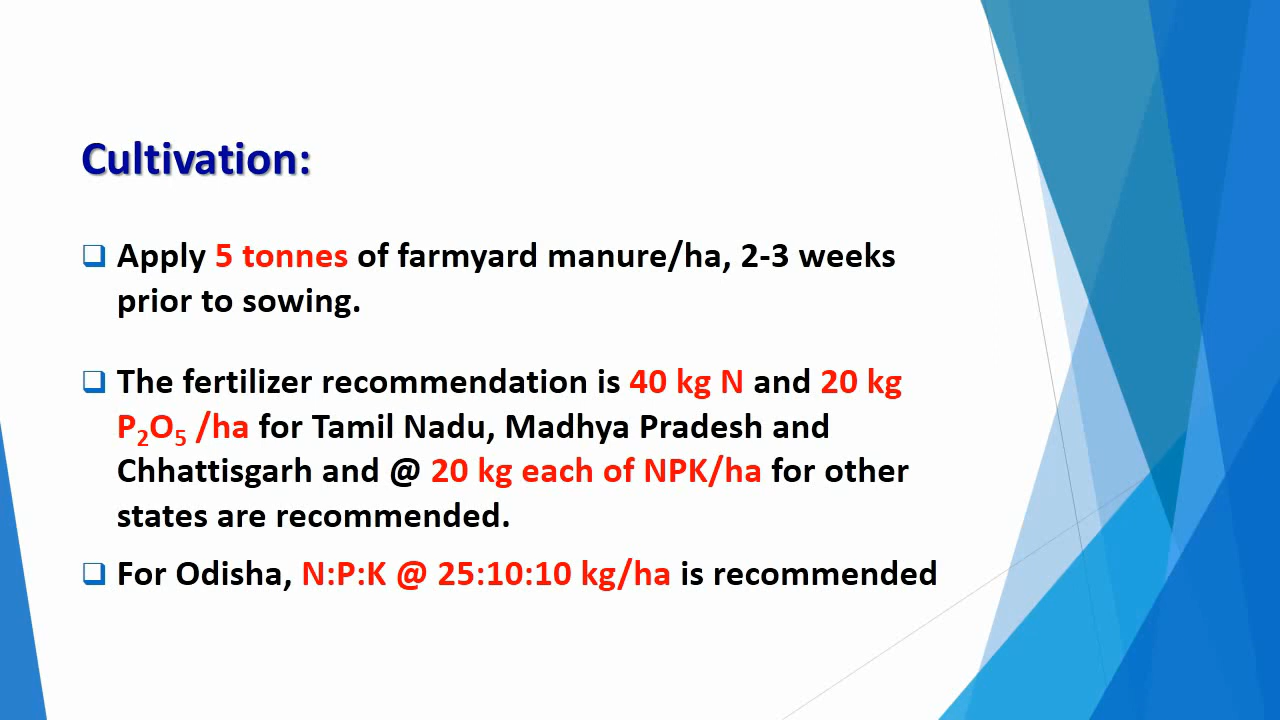 Cultivation:
❑ Apply 5 tonnes of farmyard manure/ha, 2-3 weeks
prior to sowing.
❑ The fertilizer recommendation is 40 kg N and 20 kg
P₂O₅ /ha for Tamil Nadu, Madhya Pradesh and
Chhattisgarh and @ 20 kg each of NPK/ha for other
states are recommended.
❑ For Odisha, N:P:K @ 25:10:10 kg/ha is recommended